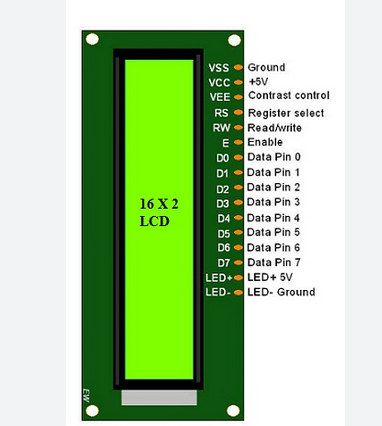 VSS Ground
VCC +5V
VEE Contrast control
RS Register select
RW Read/write
E Enable
D0 Data Pin 0
D1 Data Pin 1
D2 Data Pin 2
D3 Data Pin 3
D4 Data Pin 4
D5 Data Pin 5
D6 Data Pin 6
D7 Data Pin 7
LED+ LED+ 5V
LED- LED- Ground
16 X 2
LCD
EW